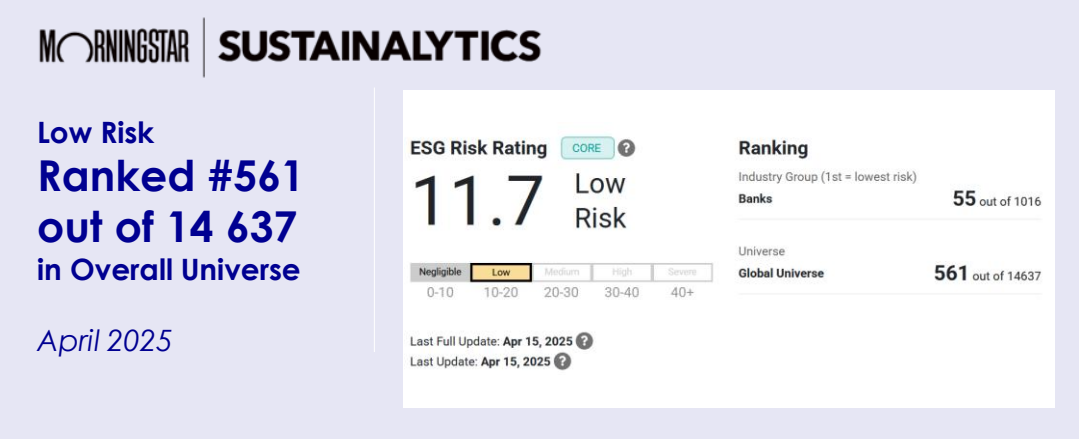 MORNINGSTAR | SUSTAINALYTICS
Low Risk
Ranked #561
out of 14 637
in Overall Universe
April 2025
ESG Risk Rating CORE ?
11.7 Low
Risk
Negligible Low Medium High Severe
0-10 10-20 20-30 30-40 40+
Last Full Update: Apr 15, 2025 ?
Last Update: Apr 15, 2025 ?
Ranking
Industry Group (1st = lowest risk)
Banks 55 out of 1016
Universe
Global Universe 561 out of 14637